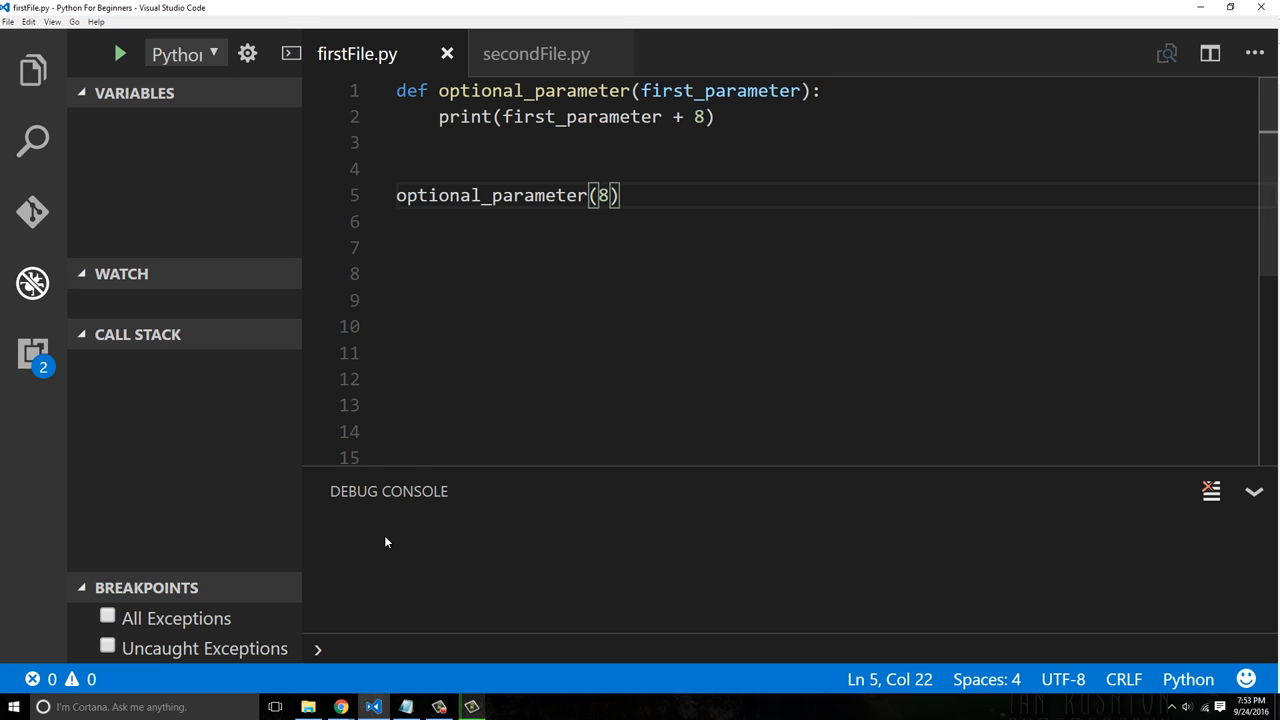 firstFile.py - Python For Beginners - Visual Studio Code
File Edit View Go Help
Python
firstFile.py
secondFile.py
VARIABLES
WATCH
CALL STACK
BREAKPOINTS
All Exceptions
Uncaught Exceptions
2
1 def optional_parameter(first_parameter):
2 print(first_parameter + 8)
3
4
5 optional_parameter(8)
6
7
8
9
10
11
12
13
14
15
DEBUG CONSOLE
0 0
Ln 5, Col 22 Spaces: 4 UTF-8 CRLF Python
I'm Cortana. Ask me anything.
7:53 PM
9/24/2016